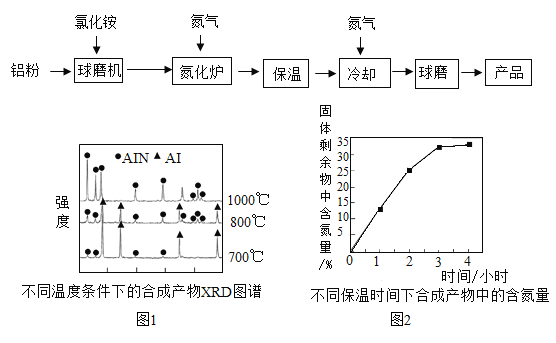 氯化铵 氮气 氮气
铝粉 球磨机 氮化炉 保温 冷却 球磨 产品
●AIN ▲AI
强度
1000℃
800℃
700℃
不同温度条件下的合成产物XRD图谱
图1
固体剩余物中含氮量/%
35
30
25
20
15
10
5
0 1 2 3 4
时间/小时
不同保温时间下合成产物中的含氮量
图2